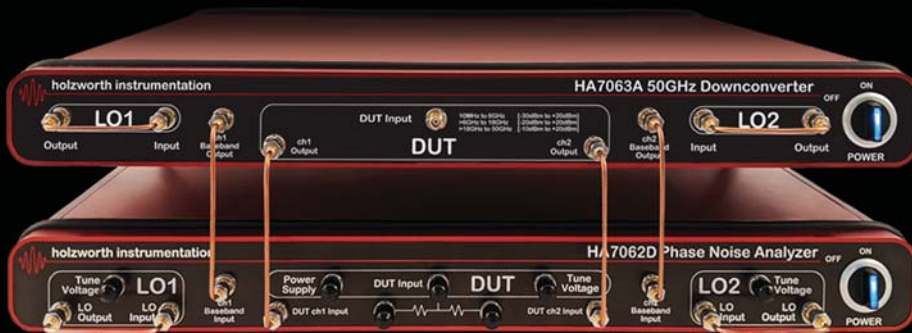 holzworth instrumentation
HA7063A 50GHz Downconverter
ON
OFF
POWER
LO1
Output
Input
ch1
Baseband
Output
DUT Input
10MHz to 6GHz [-30dBm to +20dBm]
>6GHz to 18GHz [-20dBm to +20dBm]
>18GHz to 50GHz [-10dBm to +20dBm]
DUT
ch1
Output
ch2
Output
ch2
Baseband
Output
LO2
Input
Output
holzworth instrumentation
HA7062D Phase Noise Analyzer
ON
OFF
POWER
Tune
Voltage
LO1
LO
Output
LO
Input
ch1
Baseband
Input
Power
Supply
DUT Input
DUT
Tune
Voltage
DUT ch1 Input
DUT ch2 Input
ch2
Baseband
Input
LO2
Tune
Voltage
LO
Input
LO
Output